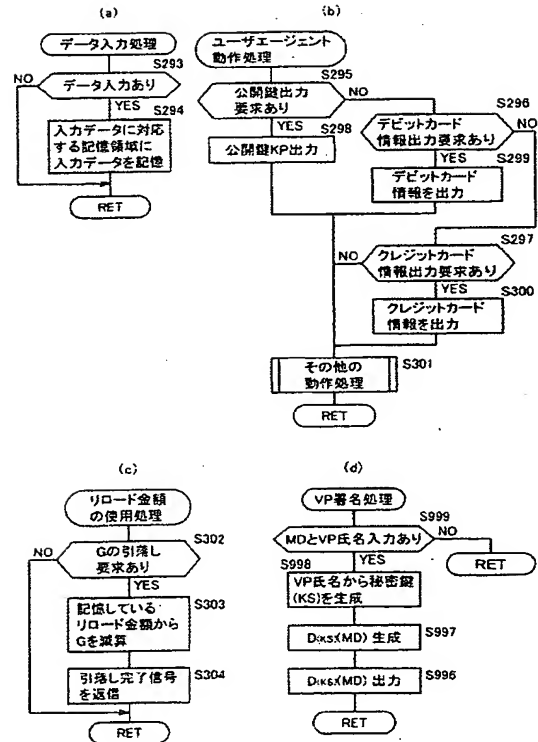 (a)
データ入力処理
S293
NO
データ入力あり
YES
S294
入力データに対応
する記憶領域に
入力データを記憶
RET
(b)
ユーザエージェント
動作処理
S295
公開鍵出力
要求あり
NO
YES
S298
公開鍵KP出力
S296
デビットカード
情報出力要求あり
NO
YES
S299
デビットカード
情報を出力
S297
NO
クレジットカード
情報出力要求あり
YES
S300
クレジットカード
情報を出力
その他の
動作処理
S301
RET
(c)
リロード金額
の使用処理
S302
NO
Gの引落し
要求あり
YES
記憶している
リロード金額から
Gを減算
S303
引落し完了信号
を返信
S304
RET
(d)
VP署名処理
S999
MDとVP氏名入力あり
NO
RET
YES
S998
VP氏名から秘密鍵
(KS)を生成
D(KS)(MD) 生成
S997
D(KS)(MD) 出力
S996
RET